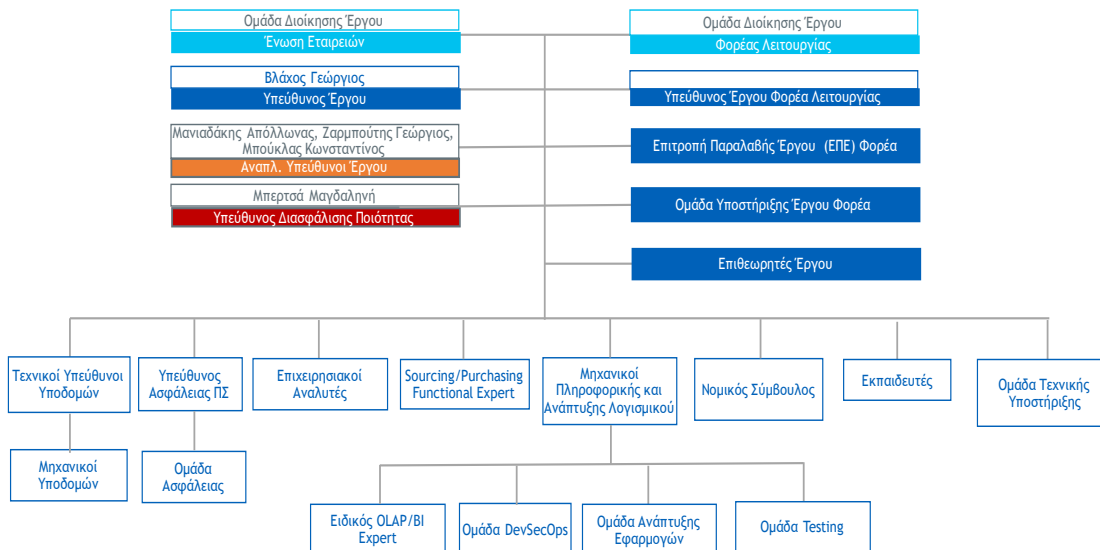 Ομάδα Διοίκησης Έργου
Ένωση Εταιρειών
Ομάδα Διοίκησης Έργου
Φορέας Λειτουργίας
Βλάχος Γεώργιος
Υπεύθυνος Έργου
Υπεύθυνος Έργου Φορέα Λειτουργίας
Μανιαδάκης Απόλλωνας, Ζαρμπούτης Γεώργιος,
Μπούκλας Κωνσταντίνος
Αναπλ. Υπεύθυνοι Έργου
Επιτροπή Παραλαβής Έργου (ΕΠΕ) Φορέα
Μπερτσά Μαγδαληνή
Υπεύθυνος Διασφάλισης Ποιότητας
Ομάδα Υποστήριξης Έργου Φορέα
Επιθεωρητές Έργου
Τεχνικοί Υπεύθυνοι
Υποδομών
Υπεύθυνος
Ασφάλειας ΠΣ
Επιχειρησιακοί
Αναλυτές
Sourcing/Purchasing
Functional Expert
Μηχανικοί
Πληροφορικής και
Ανάπτυξης Λογισμικού
Νομικός Σύμβουλος
Εκπαιδευτές
Ομάδα Τεχνικής
Υποστήριξης
Μηχανικοί
Υποδομών
Ομάδα
Ασφάλειας
Ειδικός OLAP/BI
Expert
Ομάδα DevSecOps
Ομάδα Ανάπτυξης
Εφαρμογών
Ομάδα Testing